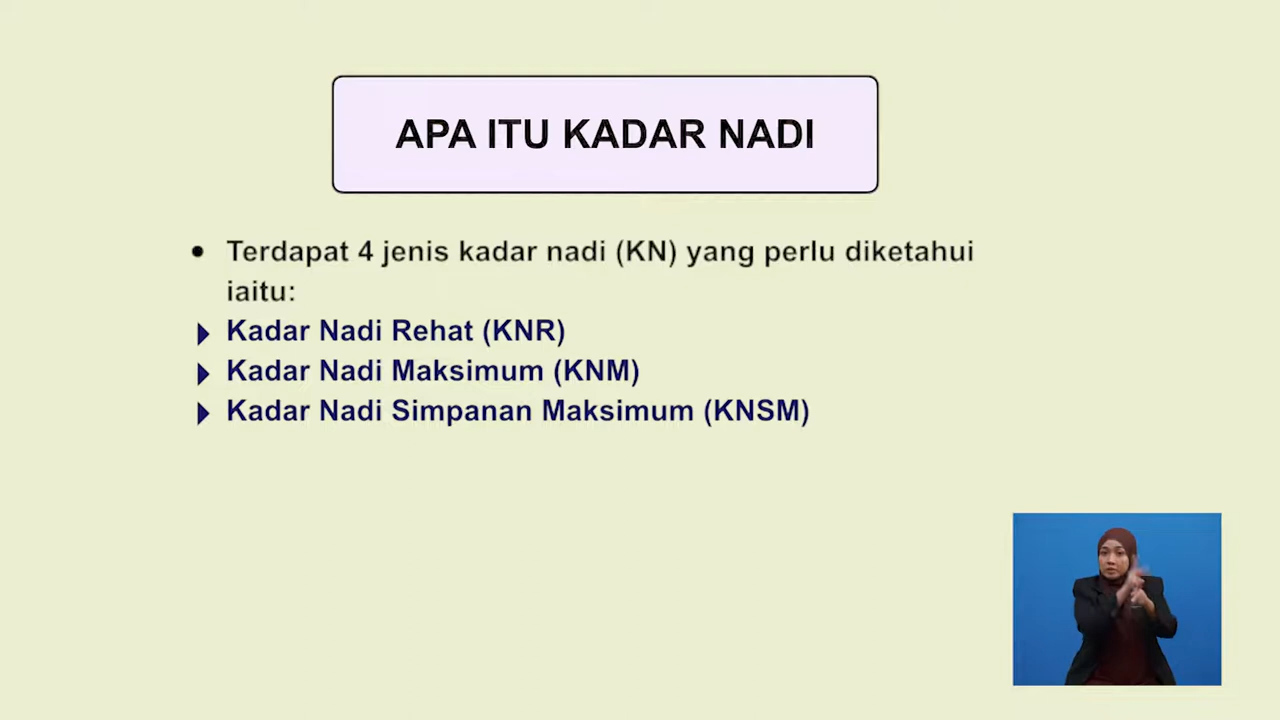 APA ITU KADAR NADI
Terdapat 4 jenis kadar nadi (KN) yang perlu diketahui
iaitu:
Kadar Nadi Rehat (KNR)
Kadar Nadi Maksimum (KNM)
Kadar Nadi Simpanan Maksimum (KNSM)